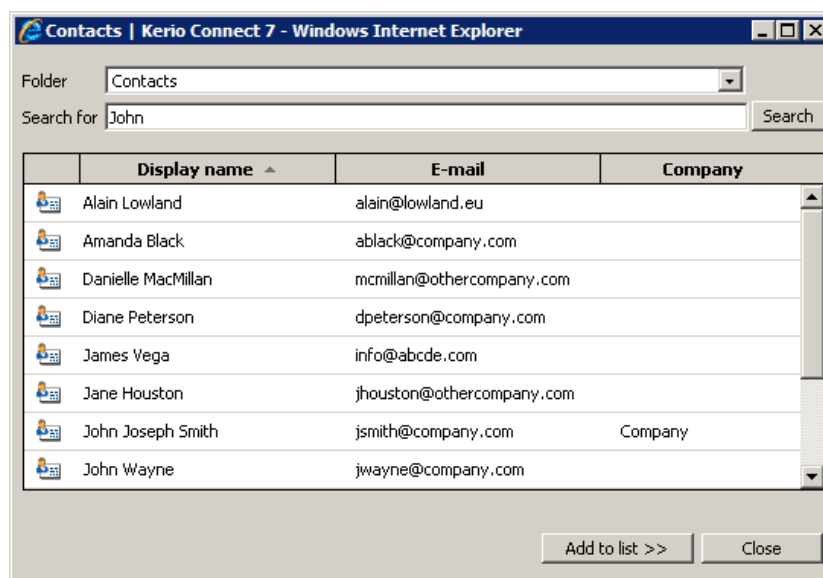 Contacts | Kerio Connect 7 - Windows Internet Explorer
Folder Contacts
Search for John Search
Display name E-mail Company
Alain Lowland alain@lowland.eu
Amanda Black ablack@company.com
Danielle MacMillan mcmillan@othercompany.com
Diane Peterson dpeterson@company.com
James Vega info@abcde.com
Jane Houston jhouston@othercompany.com
John Joseph Smith jsmith@company.com Company
John Wayne jwayne@company.com
Add to list >> Close